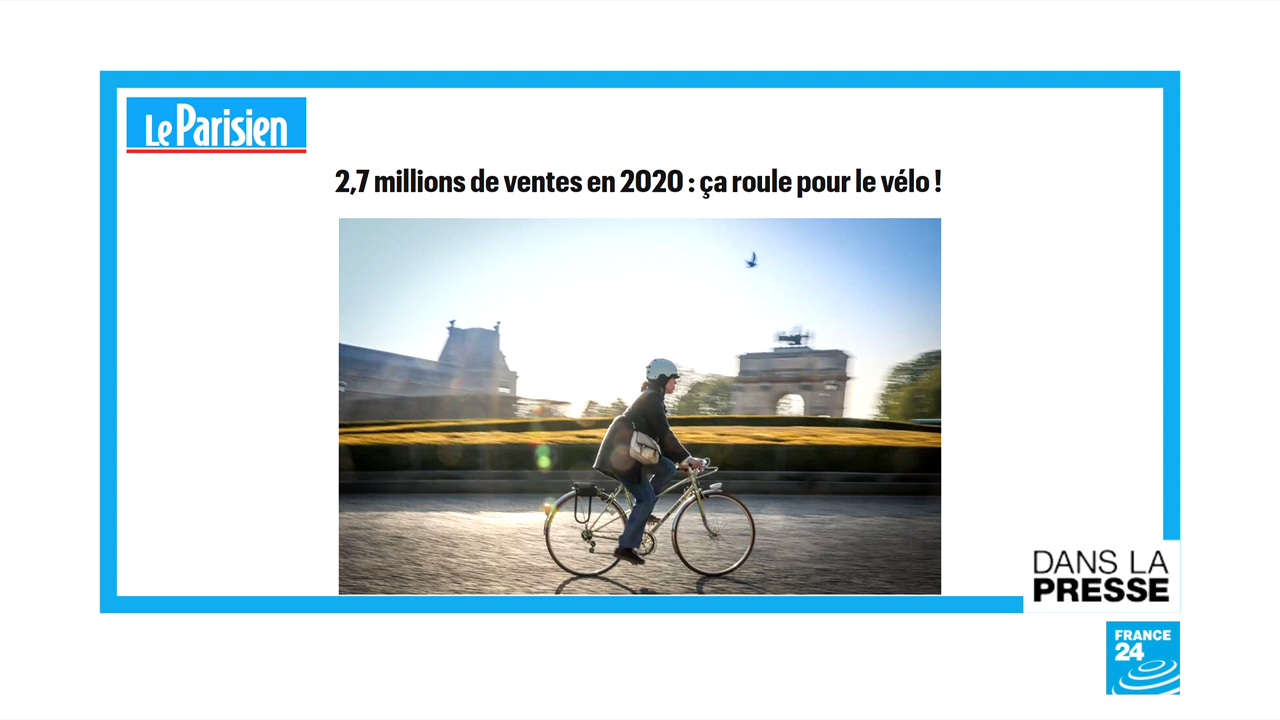 Le Parisien
2,7 millions de ventes en 2020 : ça roule pour le vélo !
DANS LA
PRESSE
FRANCE
24